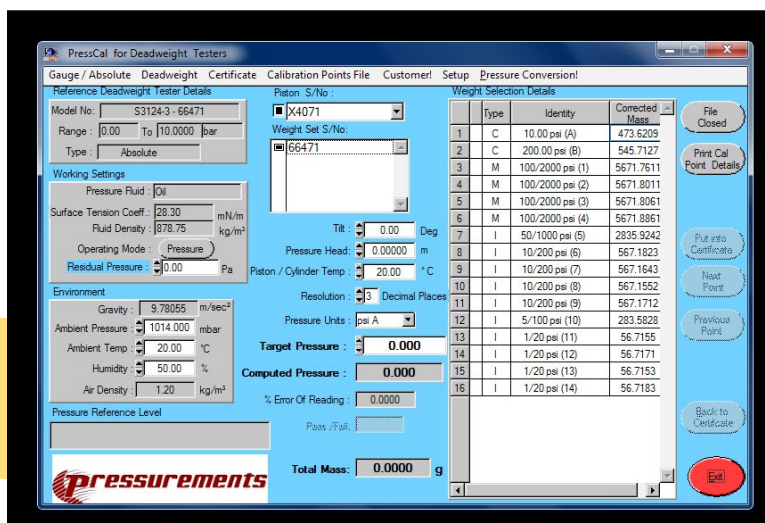 PressCal for Deadweight Testers
Gauge / Absolute Deadweight Certificate Calibration Points File Customer! Setup Pressure Conversion!
Reference Deadweight Tester Details
Model No: S3124-3 - 66471
Range : 0.00 To 10.0000 bar
Type : Absolute
Working Settings
Pressure Fluid : Oil
Surface Tension Coeff.: 28.30 mN/m
Fluid Density : 878.75 kg/m³
Operating Mode : Pressure
Residual Pressure : 0.00 Pa
Environment
Gravity : 9.78055 m/sec²
Ambient Pressure : 1014.000 mbar
Ambient Temp : 20.00 °C
Humidity : 50.00 %
Air Density : 1.20 kg/m³
Pressure Reference Level
Pressurements
Piston S/No :
X4071
Weight Set S/No:
66471
Tilt : 0.00 Deg
Pressure Head: 0.00000 m
Piston / Cylinder Temp : 20.00 °C
Resolution : 3 Decimal Places
Pressure Units : psi A
Target Pressure : 0.000
Computed Pressure : 0.000
% Error Of Reading : 0.0000
Pass /Fail.
Total Mass: 0.0000 g
Weight Selection Details
Type Identity Corrected Mass
1 C 10.00 psi (A) 473.6209
2 C 200.00 psi (B) 545.7127
3 M 100/2000 psi (1) 5671.7611
4 M 100/2000 psi (2) 5671.8011
5 M 100/2000 psi (3) 5671.8061
6 M 100/2000 psi (4) 5671.8861
7 I 50/1000 psi (5) 2835.9242
8 I 10/200 psi (6) 567.1823
9 I 10/200 psi (7) 567.1643
10 I 10/200 psi (8) 567.1552
11 I 10/200 psi (9) 567.1712
12 I 5/100 psi (10) 283.5828
13 I 1/20 psi (11) 56.7155
14 I 1/20 psi (12) 56.7171
15 I 1/20 psi (13) 56.7153
16 I 1/20 psi (14) 56.7183
File
Closed
Print Cal
Point Details
Put into
Certificate
Next
Point
Previous
Point
Back to
Certificate
Exit